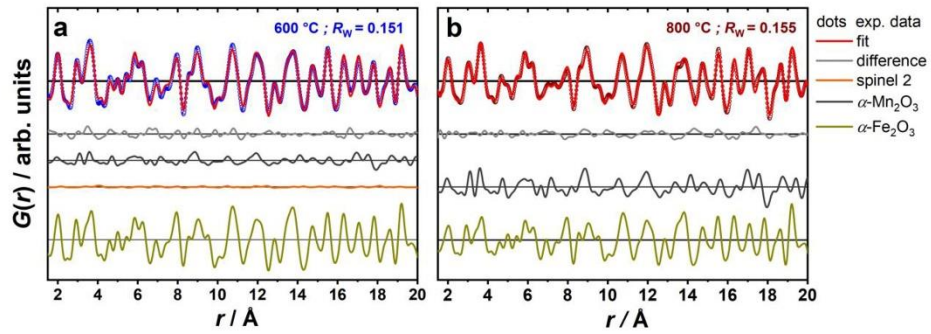 a
600 °C ; RW = 0.151
b
800 °C ; RW = 0.155
dots exp. data
fit
difference
spinel 2
α-Mn2O3
α-Fe2O3
G(r) / arb. units
2 4 6 8 10 12 14 16 18 20
r / Å
2 4 6 8 10 12 14 16 18 20
r / Å